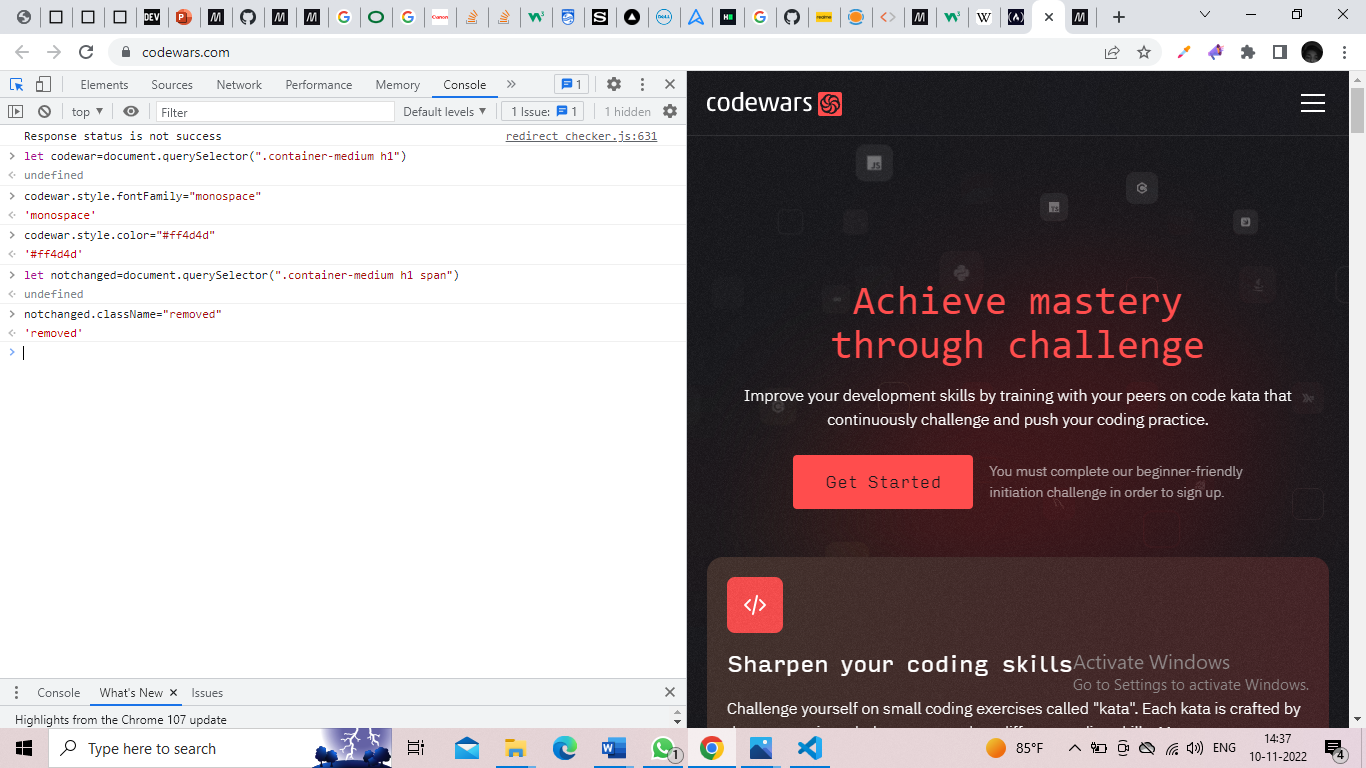 DEV
codewars.com
Elements Sources Network Performance Memory Console 1
top Filter Default levels 1 Issue: 1 1 hidden
Response status is not success redirect checker.js:631
let codewar=document.querySelector(".container-medium h1")
undefined
codewar.style.fontFamily="monospace"
'monospace'
codewar.style.color="#ff4d4d"
'#ff4d4d'
let notchanged=document.querySelector(".container-medium h1 span")
undefined
notchanged.className="removed"
'removed'
Console What's New Issues
Highlights from the Chrome 107 update
codewars
JS
TS
Achieve mastery
through challenge
Improve your development skills by training with your peers on code kata that
continuously challenge and push your coding practice.
Get Started
You must complete our beginner-friendly
initiation challenge in order to sign up.
</>
Sharpen your coding skills
Activate Windows
Go to Settings to activate Windows.
Challenge yourself on small coding exercises called "kata". Each kata is crafted by
Type here to search
1
85°F
ENG
14:37
10-11-2022
4